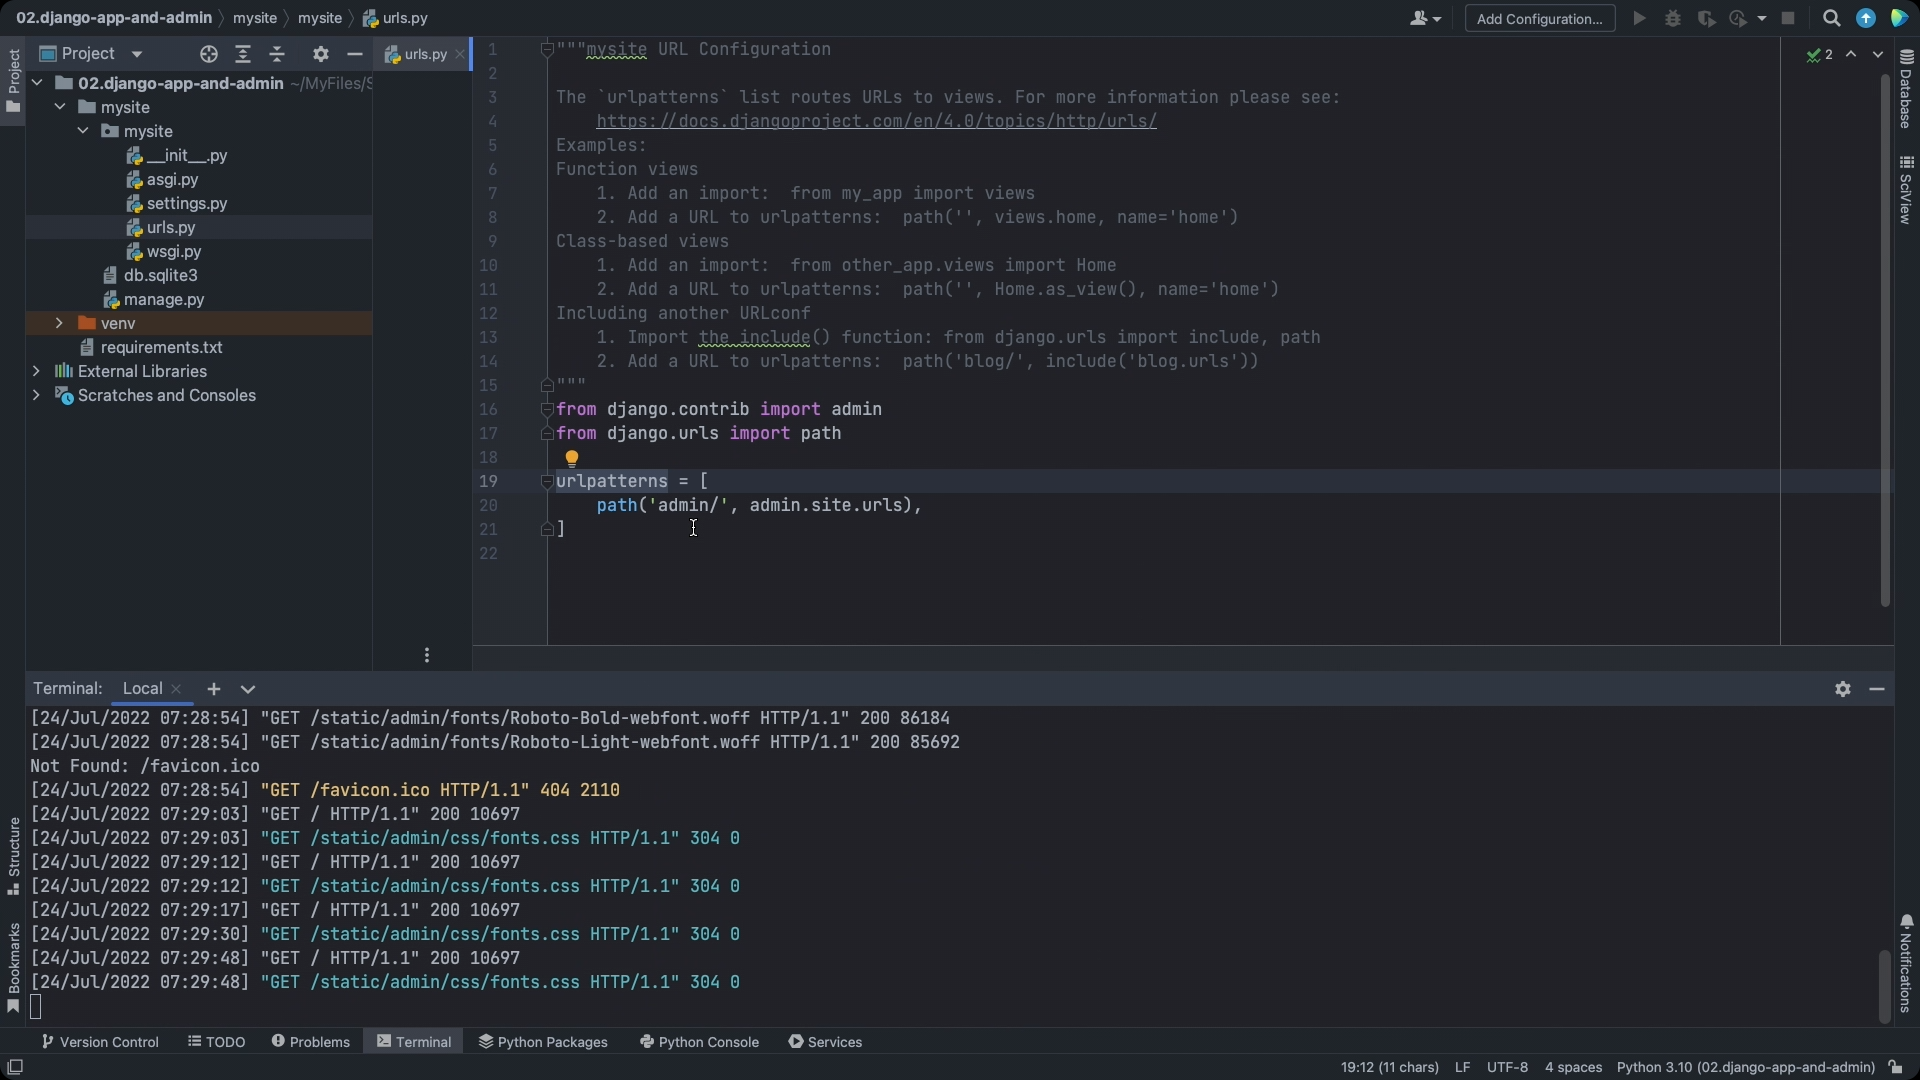 02.django-app-and-admin mysite mysite urls.py Add Configuration...
Project
Project urls.py
02.django-app-and-admin ~/MyFiles/
mysite
mysite
__init__.py
asgi.py
settings.py
urls.py
wsgi.py
db.sqlite3
manage.py
venv
requirements.txt
External Libraries
Scratches and Consoles
1 """mysite URL Configuration
2
3 The `urlpatterns` list routes URLs to views. For more information please see:
4 https://docs.djangoproject.com/en/4.0/topics/http/urls/
5 Examples:
6 Function views
7 1. Add an import:  from my_app import views
8 2. Add a URL to urlpatterns:  path('', views.home, name='home')
9 Class-based views
10 1. Add an import:  from other_app.views import Home
11 2. Add a URL to urlpatterns:  path('', Home.as_view(), name='home')
12 Including another URLconf
13 1. Import the include() function: from django.urls import include, path
14 2. Add a URL to urlpatterns:  path('blog/', include('blog.urls'))
15 """
16 from django.contrib import admin
17 from django.urls import path
18
19 urlpatterns = [
20 path('admin/', admin.site.urls),
21 ]
22
2
Database
SciView
Terminal: Local
[24/Jul/2022 07:28:54] "GET /static/admin/fonts/Roboto-Bold-webfont.woff HTTP/1.1" 200 86184
[24/Jul/2022 07:28:54] "GET /static/admin/fonts/Roboto-Light-webfont.woff HTTP/1.1" 200 85692
Not Found: /favicon.ico
[24/Jul/2022 07:28:54] "GET /favicon.ico HTTP/1.1" 404 2110
[24/Jul/2022 07:29:03] "GET / HTTP/1.1" 200 10697
[24/Jul/2022 07:29:03] "GET /static/admin/css/fonts.css HTTP/1.1" 304 0
[24/Jul/2022 07:29:12] "GET / HTTP/1.1" 200 10697
[24/Jul/2022 07:29:12] "GET /static/admin/css/fonts.css HTTP/1.1" 304 0
[24/Jul/2022 07:29:17] "GET / HTTP/1.1" 200 10697
[24/Jul/2022 07:29:30] "GET /static/admin/css/fonts.css HTTP/1.1" 304 0
[24/Jul/2022 07:29:48] "GET / HTTP/1.1" 200 10697
[24/Jul/2022 07:29:48] "GET /static/admin/css/fonts.css HTTP/1.1" 304 0
Structure
Bookmarks
Notifications
Version Control TODO Problems Terminal Python Packages Python Console Services
19:12 (11 chars) LF UTF-8 4 spaces Python 3.10 (02.django-app-and-admin)